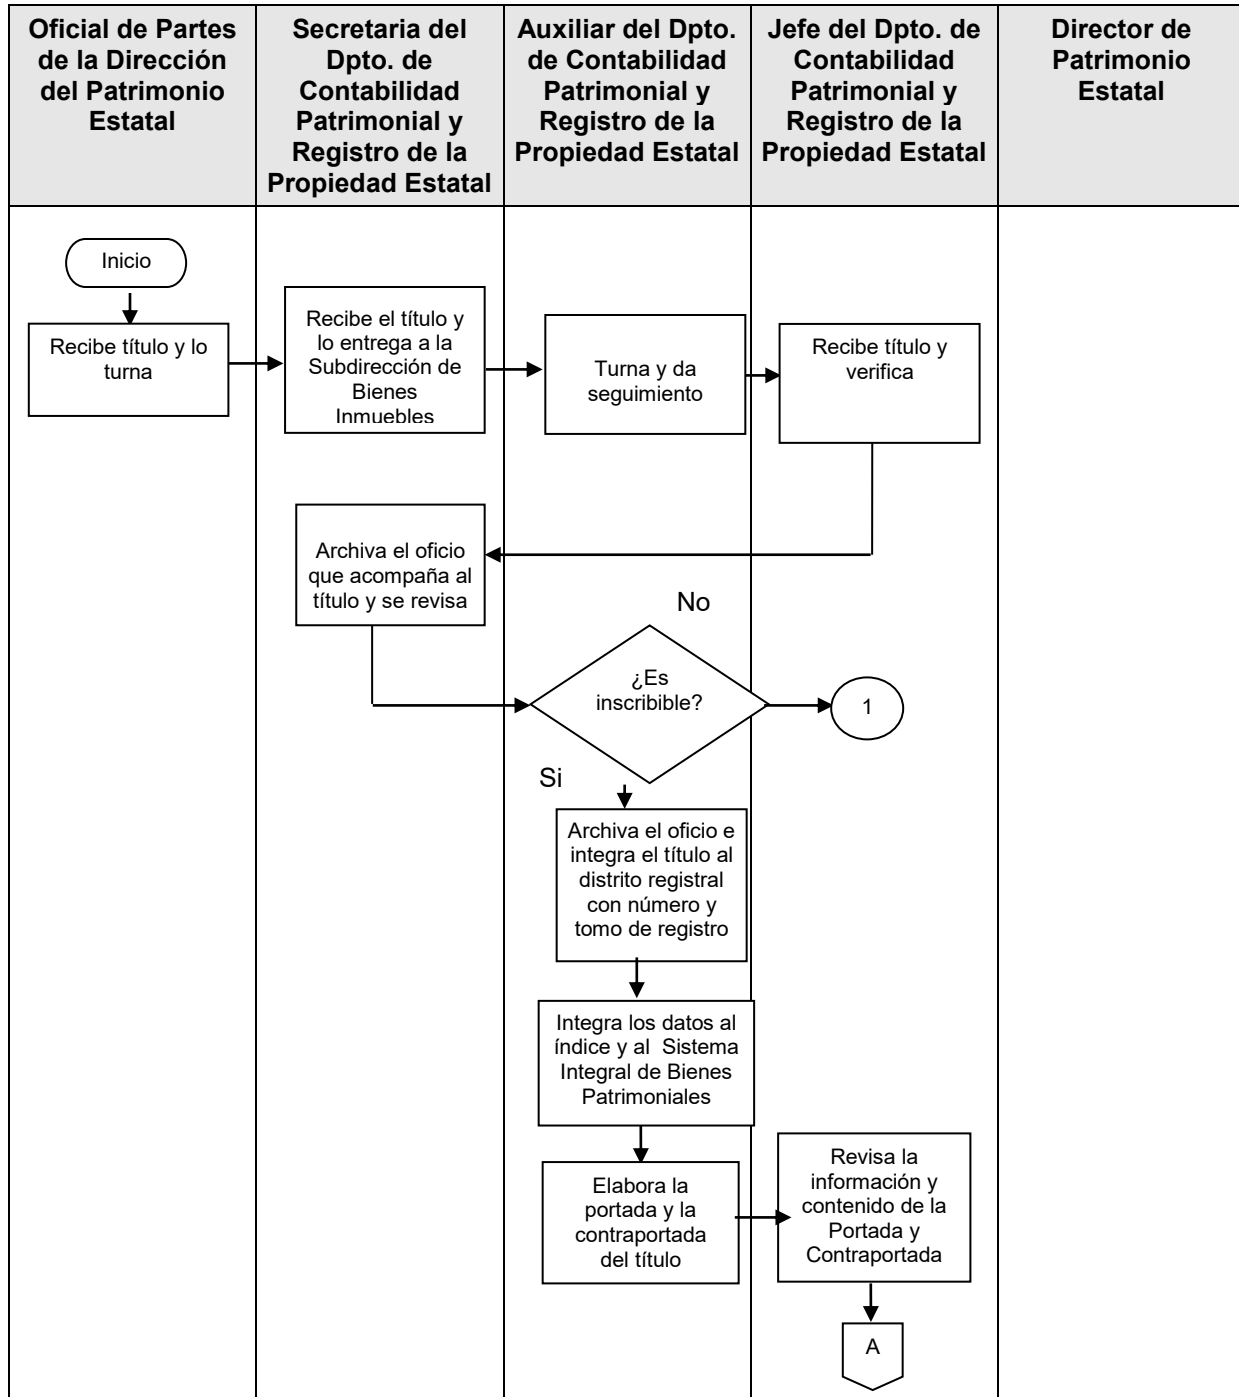 Oficial de Partes
de la Dirección
del Patrimonio
Estatal
Secretaria del
Dpto. de
Contabilidad
Patrimonial y
Registro de la
Propiedad Estatal
Auxiliar del Dpto.
de Contabilidad
Patrimonial y
Registro de la
Propiedad Estatal
Jefe del Dpto. de
Contabilidad
Patrimonial y
Registro de la
Propiedad Estatal
Director de
Patrimonio
Estatal
Inicio
Recibe título y lo
turna
Recibe el título y
lo entrega a la
Subdirección de
Bienes
Inmuebles
Turna y da
seguimiento
Recibe título y
verifica
Archiva el oficio
que acompaña al
título y se revisa
No
¿Es
inscribible?
1
Si
Archiva el oficio e
integra el título al
distrito registral
con número y
tomo de registro
Integra los datos al
índice y al Sistema
Integral de Bienes
Patrimoniales
Elabora la
portada y la
contraportada
del título
Revisa la
información y
contenido de la
Portada y
Contraportada
A